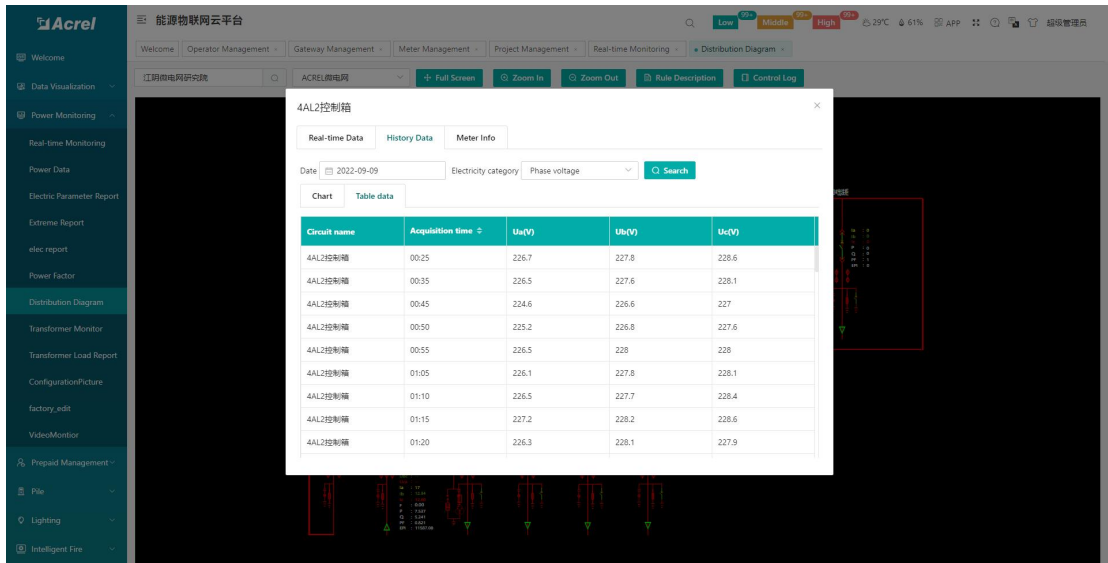 Acrel
能源物联网云平台
Low 99+ Middle 99+ High 99+ 29℃ 61% APP 超级管理员
Welcome Operator Management Gateway Management Meter Management Project Management Real-time Monitoring Distribution Diagram
江阴微电网研究院 ACREL微电网 Full Screen Zoom In Zoom Out Rule Description Control Log
Welcome
Data Visualization
Power Monitoring
Real-time Monitoring
Power Data
Electric Parameter Report
Extreme Report
elec report
Power Factor
Distribution Diagram
Transformer Monitor
Transformer Load Report
ConfigurationPicture
factory_edit
VideoMontior
Prepaid Management
Pile
Lighting
Intelligent Fire
4AL2控制箱
Real-time Data History Data Meter Info
Date 2022-09-09 Electricity category Phase voltage Search
Chart Table data
Circuit name Acquisition time Ua(V) Ub(V) Uc(V)
4AL2控制箱 00:25 226.7 227.8 228.6
4AL2控制箱 00:35 226.5 227.6 228.1
4AL2控制箱 00:45 224.6 226.6 227
4AL2控制箱 00:50 225.2 226.8 227.6
4AL2控制箱 00:55 226.5 228 228
4AL2控制箱 01:05 226.1 227.8 228.1
4AL2控制箱 01:10 226.5 227.7 228.4
4AL2控制箱 01:15 227.2 228.2 228.6
4AL2控制箱 01:20 226.3 228.1 227.9